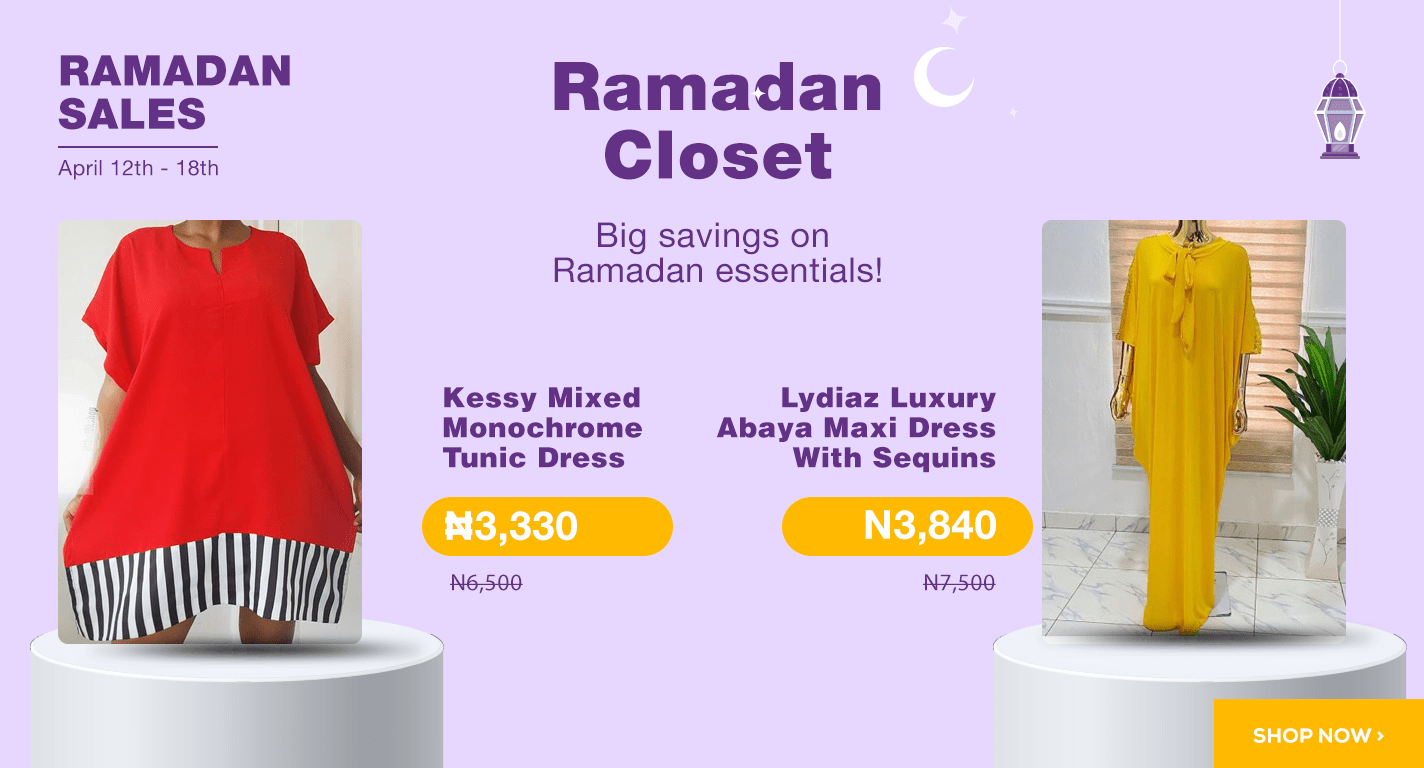 RAMADAN
SALES
April 12th - 18th
Ramadan
Closet
Big savings on
Ramadan essentials!
Kessy Mixed
Monochrome
Tunic Dress
₦3,330
N6,500
Lydiaz Luxury
Abaya Maxi Dress
With Sequins
N3,840
N7,500
SHOP NOW ›